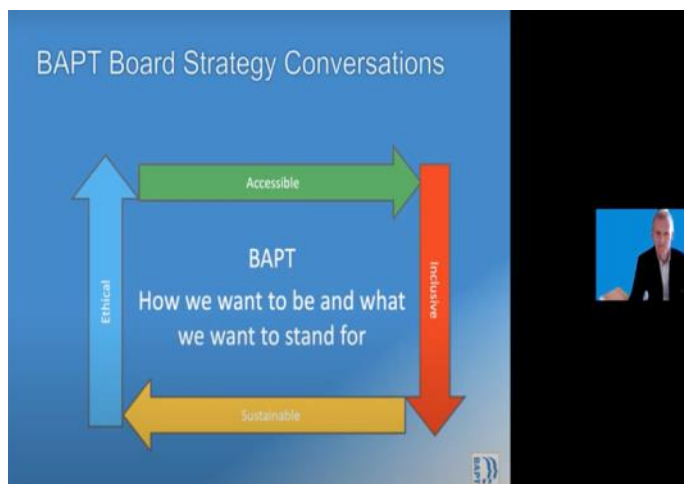 BAPT Board Strategy Conversations
Accessible
Ethical
BAPT
How we want to be and what
we want to stand for
Inclusive
Sustainable
BAPT